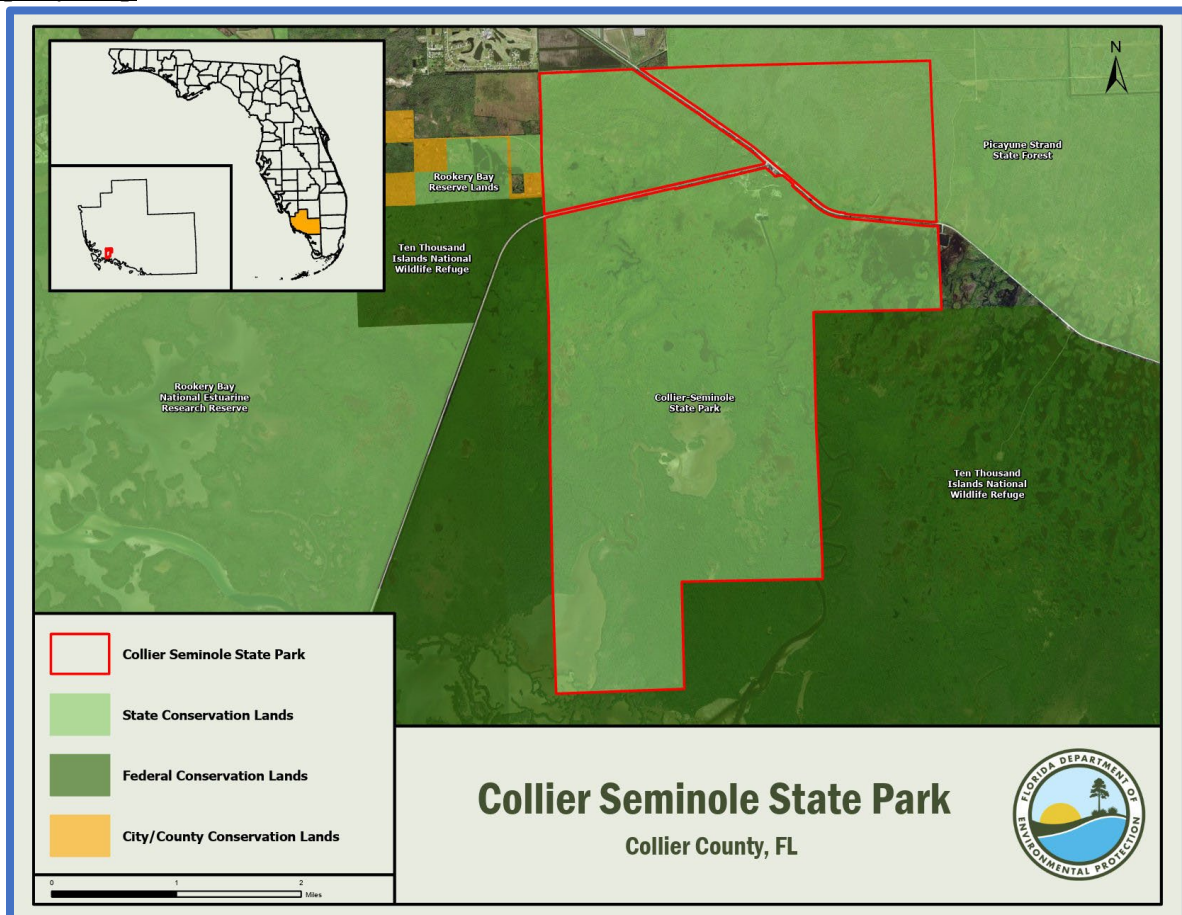 N
Picayune Strand
State Forest
Rookery Bay
Reserve Lands
Ten Thousand
Islands National
Wildlife Refuge
Rookery Bay
National Estuarine
Research Reserve
Collier-Seminole
State Park
Ten Thousand
Islands National
Wildlife Refuge
Collier Seminole State Park
State Conservation Lands
Federal Conservation Lands
City/County Conservation Lands
0 1 2
Miles
Collier Seminole State Park
Collier County, FL
FLORIDA DEPARTMENT OF
ENVIRONMENTAL PROTECTION